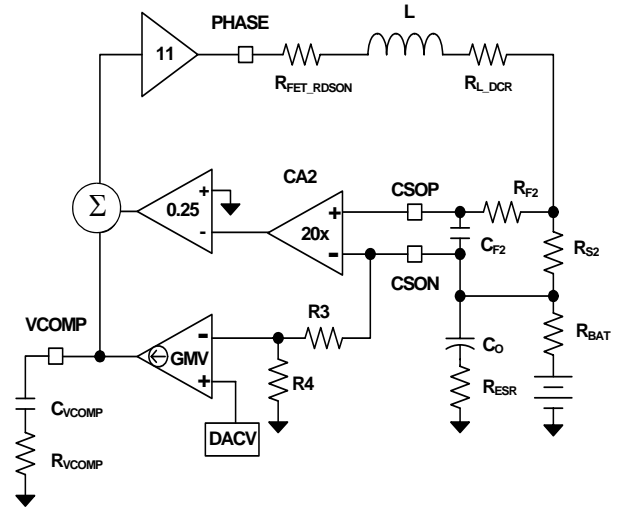 PHASE
L
11
RFET_RDSON
RL_DCR
CA2
CSOP
RF2
Σ
+
0.25
-
+
20x
-
CF2
RS2
CSON
VCOMP
R3
RBAT
-
GMV
+
R4
CO
RESR
CVCOMP
DACV
RVCOMP